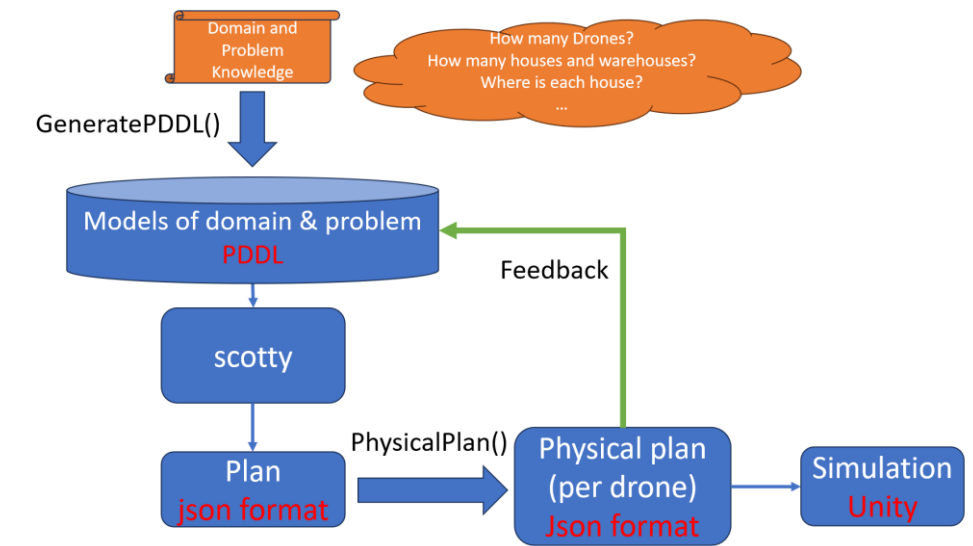 Domain and
Problem
Knowledge
How many Drones?
How many houses and warehouses?
Where is each house?
...
GeneratePDDL()
Models of domain & problem
PDDL
Feedback
scotty
PhysicalPlan()
Plan
json format
Physical plan
(per drone)
Json format
Simulation
Unity